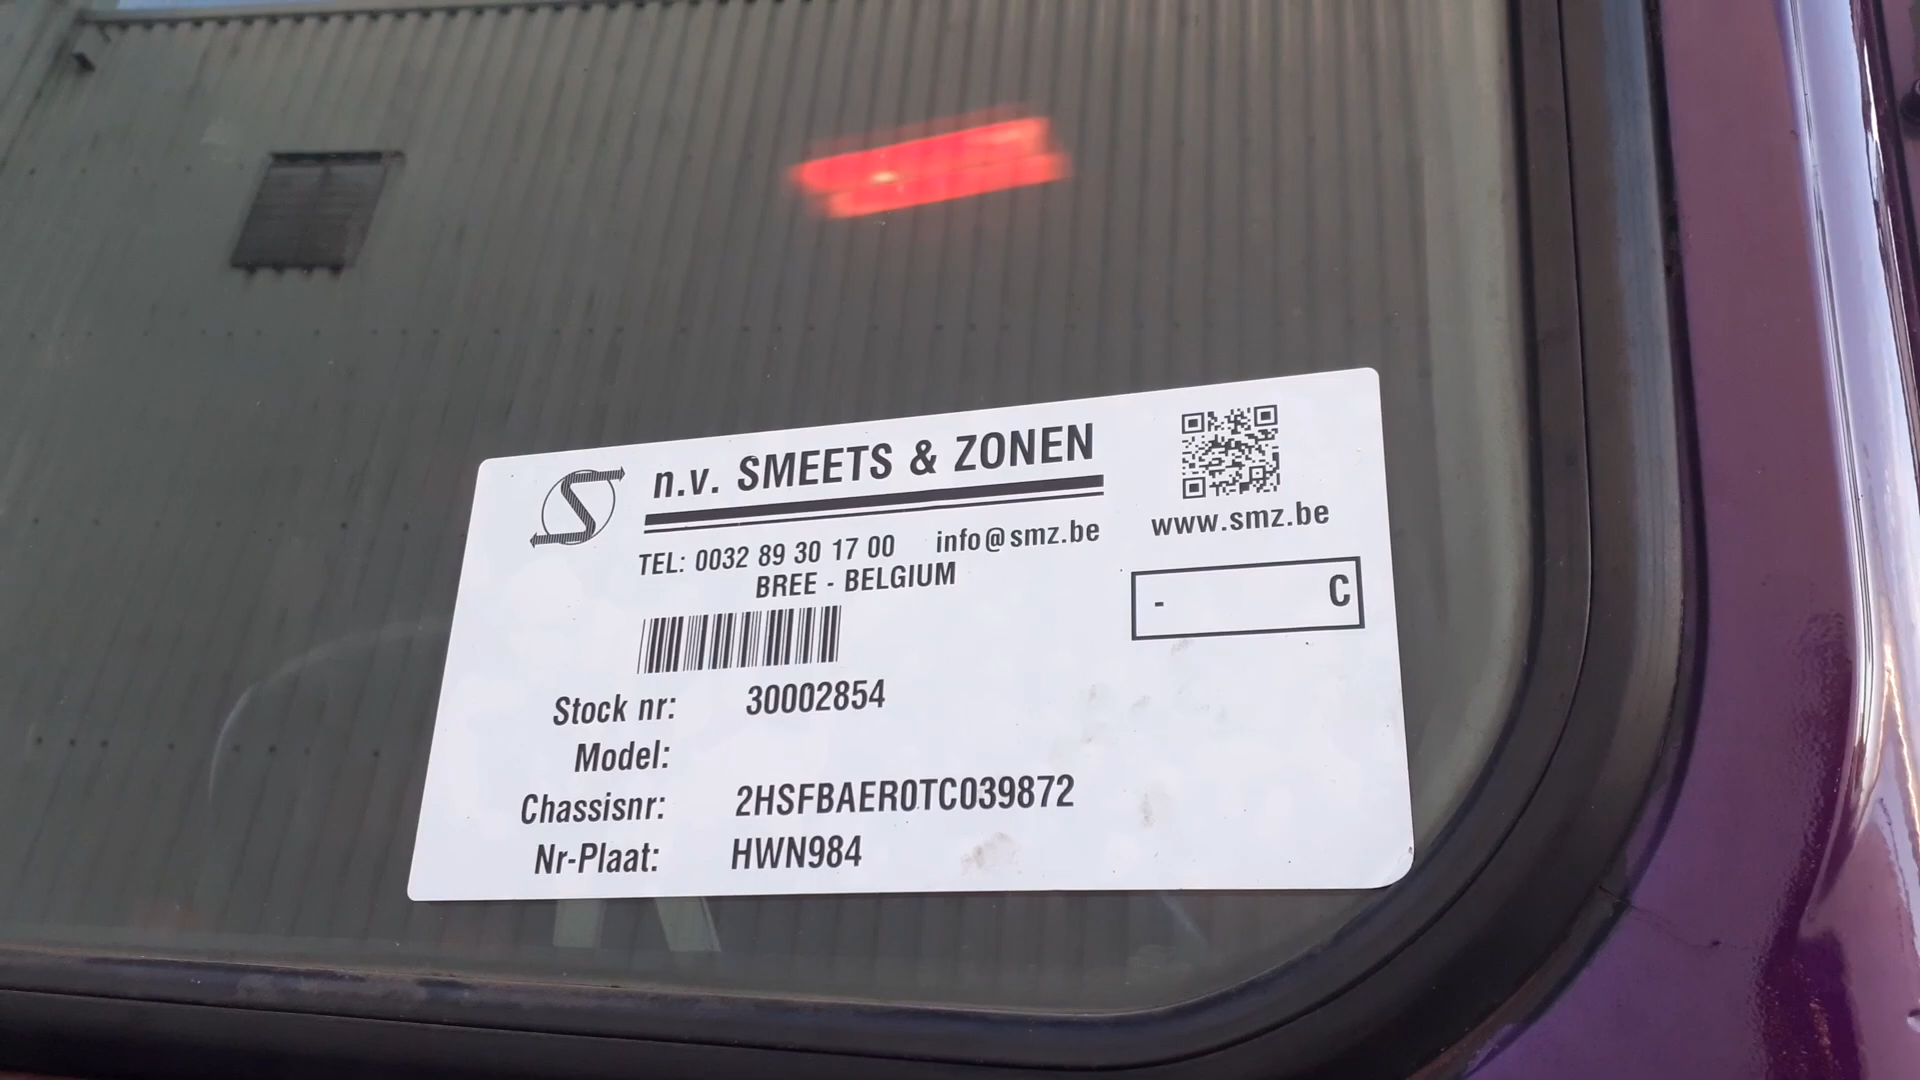 n.v. SMEETS & ZONEN
TEL: 0032 89 30 17 00 info@smz.be
BREE - BELGIUM
www.smz.be
- C
Stock nr: 30002854
Model:
Chassisnr: 2HSFBAER0TC039872
Nr-Plaat: HWN984